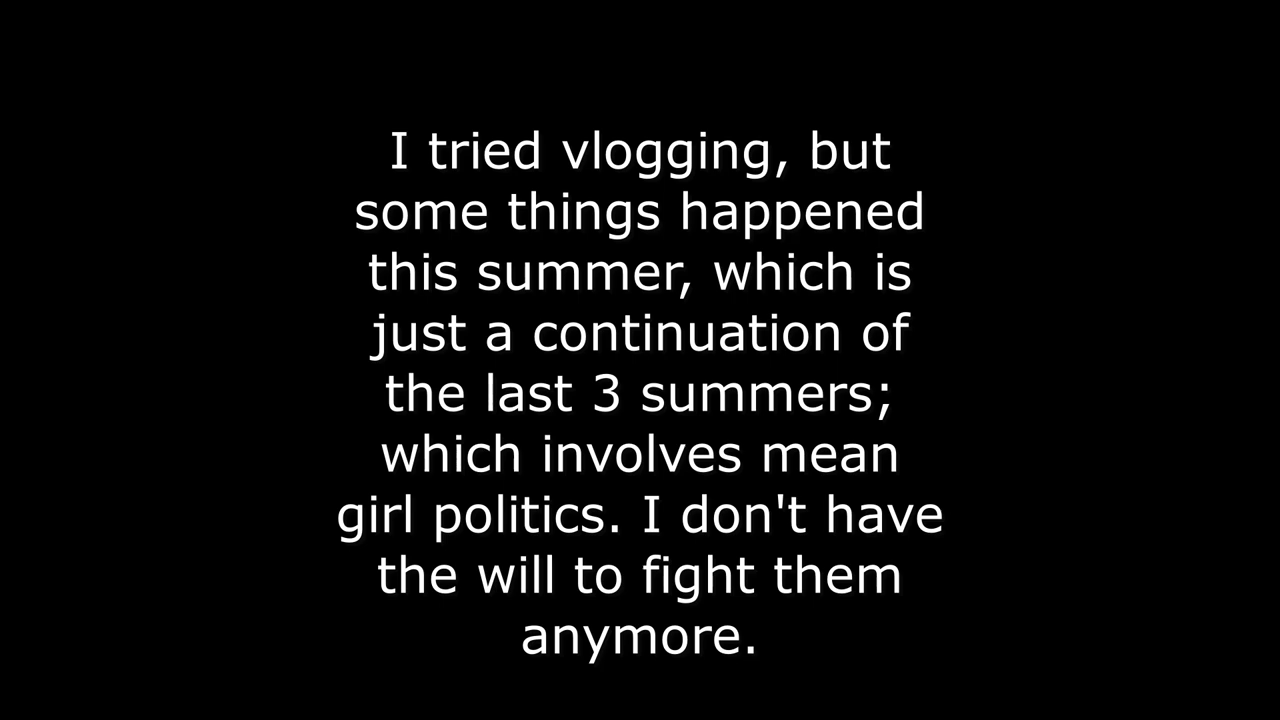 I tried vlogging, but
some things happened
this summer, which is
just a continuation of
the last 3 summers;
which involves mean
girl politics. I don't have
the will to fight them
anymore.